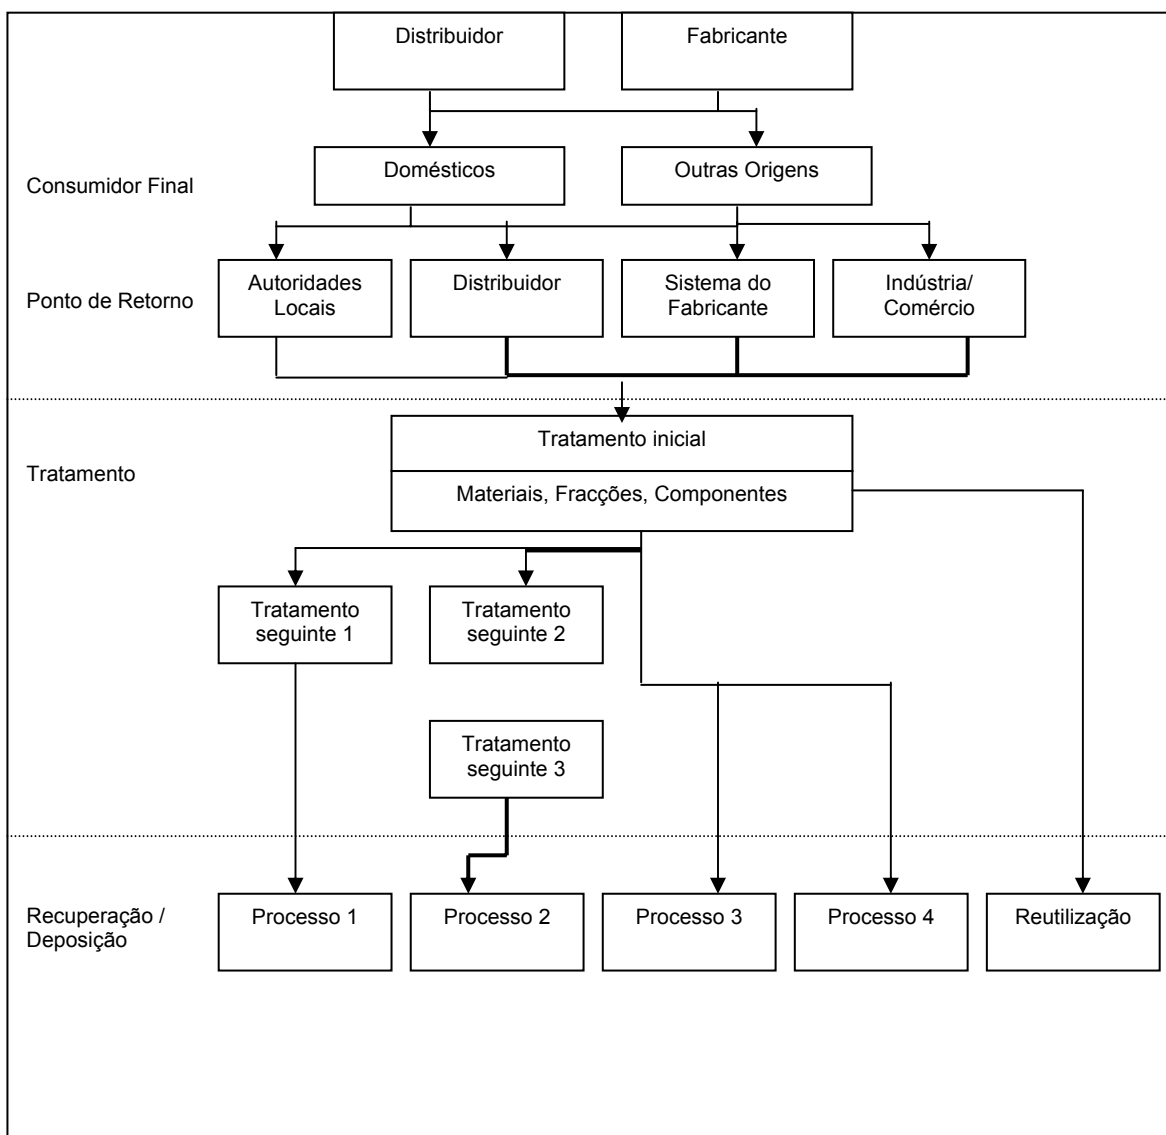 Distribuidor
Fabricante
Domésticos
Outras Origens
Consumidor Final
Autoridades
Locais
Distribuidor
Sistema do
Fabricante
Indústria/
Comércio
Ponto de Retorno
Tratamento inicial
Tratamento
Materiais, Fracções, Componentes
Tratamento
seguinte 1
Tratamento
seguinte 2
Tratamento
seguinte 3
Recuperação /
Deposição
Processo 1
Processo 2
Processo 3
Processo 4
Reutilização